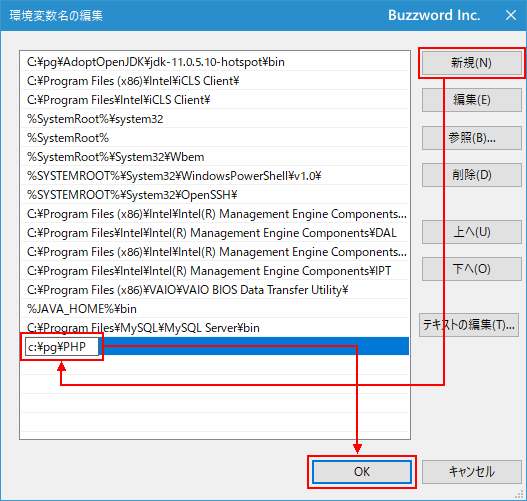 環境変数名の編集
Buzzword Inc.
C:¥pg¥AdoptOpenJDK¥jdk-11.0.5.10-hotspot¥bin
C:¥Program Files (x86)¥Intel¥iCLS Client¥
C:¥Program Files¥Intel¥iCLS Client¥
%SystemRoot%¥system32
%SystemRoot%
%SystemRoot%¥System32¥Wbem
%SYSTEMROOT%¥System32¥WindowsPowerShell¥v1.0¥
%SYSTEMROOT%¥System32¥OpenSSH¥
C:¥Program Files (x86)¥Intel¥Intel(R) Management Engine Components...
C:¥Program Files¥Intel¥Intel(R) Management Engine Components¥DAL
C:¥Program Files (x86)¥Intel¥Intel(R) Management Engine Components...
C:¥Program Files¥Intel¥Intel(R) Management Engine Components¥IPT
C:¥Program Files (x86)¥VAIO¥VAIO BIOS Data Transfer Utility¥
%JAVA_HOME%¥bin
C:¥Program Files¥MySQL¥MySQL Server¥bin
c:¥pg¥PHP
新規(N)
編集(E)
参照(B)...
削除(D)
上へ(U)
下へ(O)
テキストの編集(T)...
OK
キャンセル